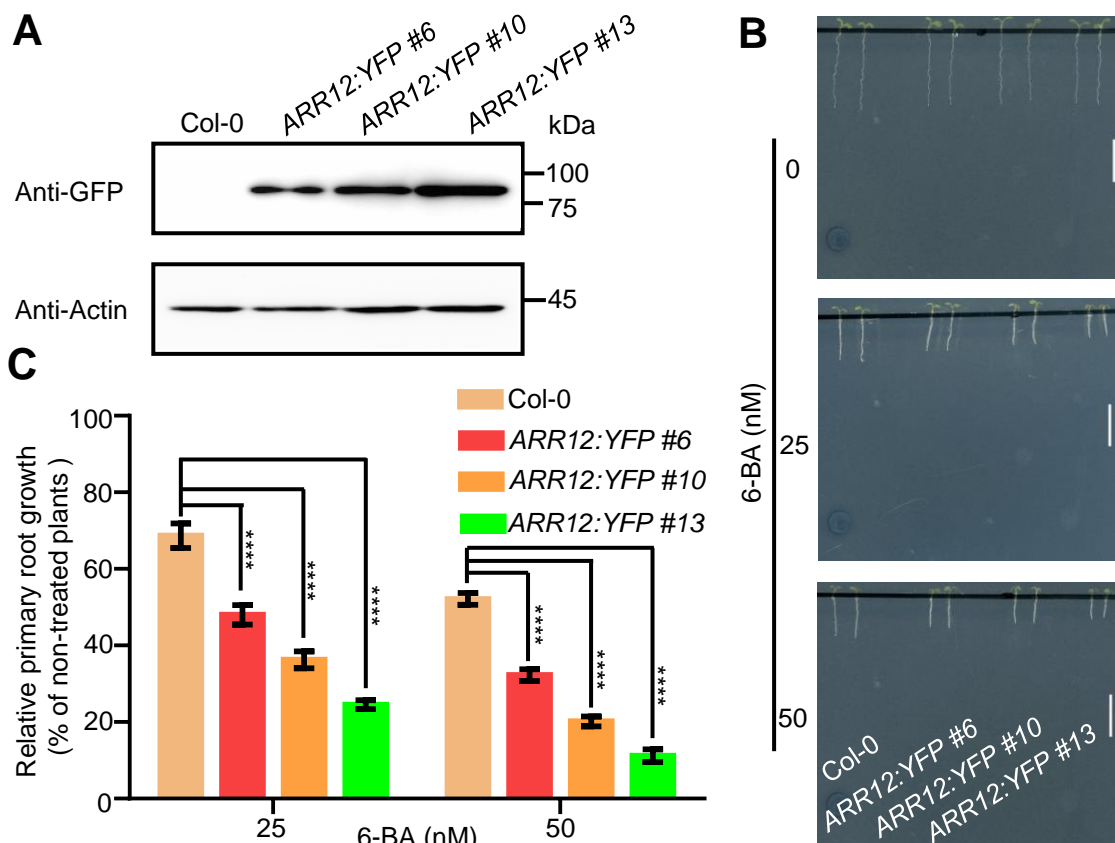 A
Col-0
ARR12:YFP #6
ARR12:YFP #10
ARR12:YFP #13
kDa
Anti-GFP
100
75
Anti-Actin
45
B
6-BA (nM)
0
25
50
Col-0
ARR12:YFP #6
ARR12:YFP #10
ARR12:YFP #13
C
Relative primary root growth
(% of non-treated plants)
100
80
60
40
20
0
Col-0
ARR12:YFP #6
ARR12:YFP #10
ARR12:YFP #13
****
****
****
****
****
****
25
50
6-BA (nM)